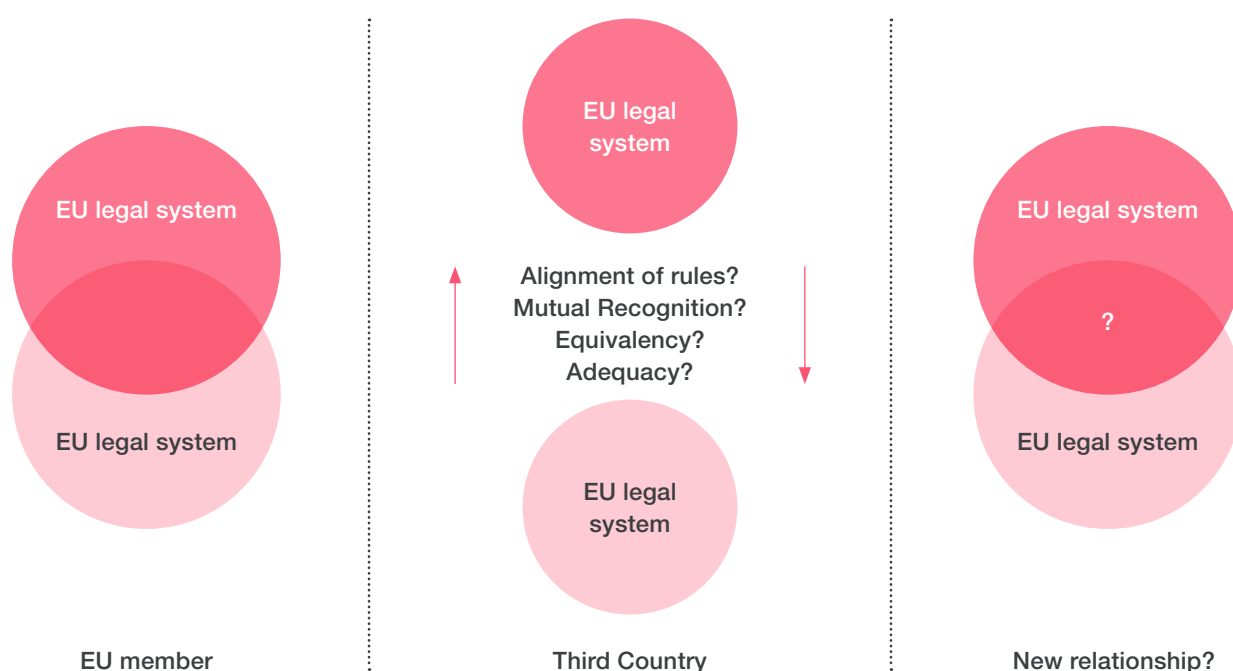 EU legal system
EU legal system
EU member
EU legal
system
Alignment of rules?
Mutual Recognition?
Equivalency?
Adequacy?
EU legal
system
Third Country
EU legal system
?
EU legal system
New relationship?